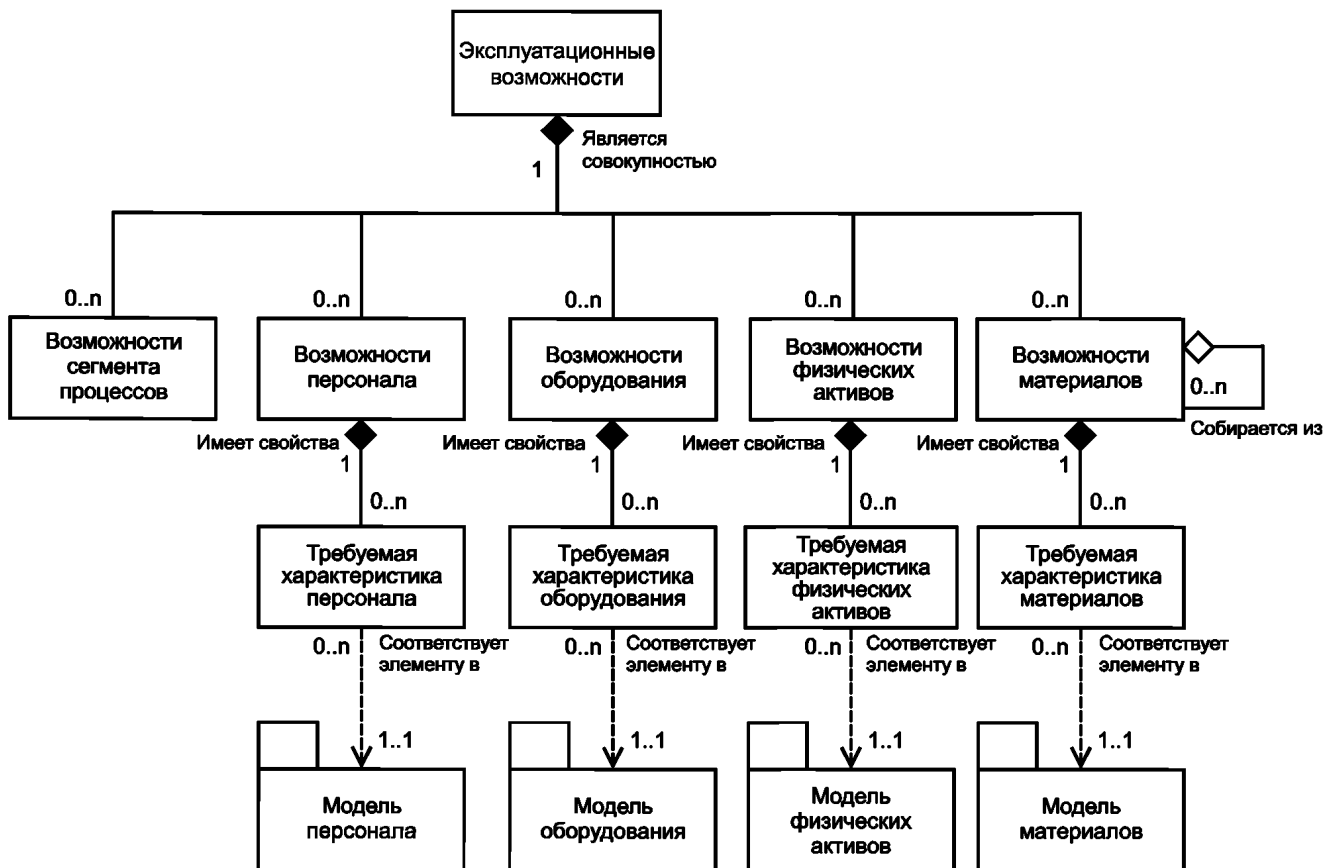 Эксплуатационные
возможности
Является
совокупностью
1
0..n
0..n
0..n
0..n
0..n
Возможности
сегмента
процессов
Возможности
персонала
Возможности
оборудования
Возможности
физических
активов
Возможности
материалов
0..n
Собирается из
Имеет свойства
1
0..n
Имеет свойства
1
0..n
Имеет свойства
1
0..n
Имеет свойства
1
0..n
Требуемая
характеристика
персонала
Требуемая
характеристика
оборудования
Требуемая
характеристика
физических
активов
Требуемая
характеристика
материалов
0..n
Соответствует
элементу в
0..n
Соответствует
элементу в
0..n
Соответствует
элементу в
0..n
Соответствует
элементу в
1..1
1..1
1..1
1..1
Модель
персонала
Модель
оборудования
Модель
физических
активов
Модель
материалов